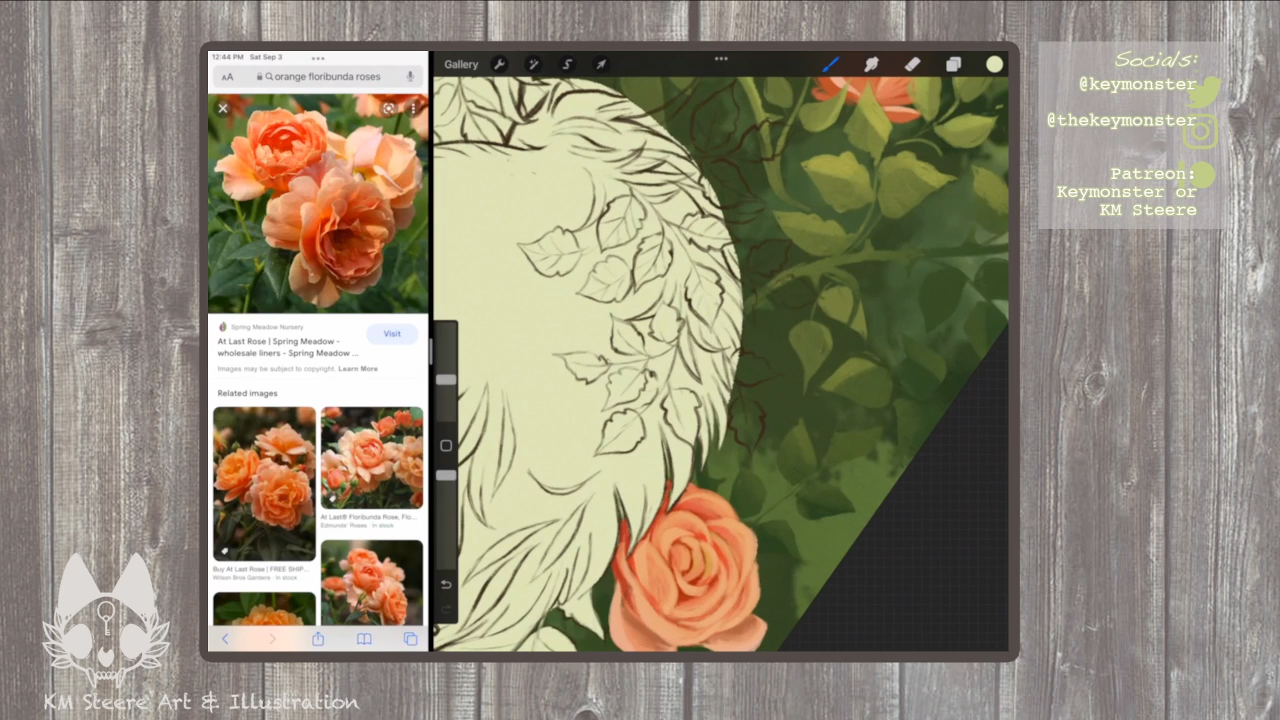 12:44 PM Sat Sep 3
AA
orange floribunda roses
Spring Meadow Nursery
At Last Rose | Spring Meadow -
wholesale liners - Spring Meadow ...
Visit
Images may be subject to copyright. Learn More
Related images
At Last® Floribunda Rose, Flo...
Edmunds' Roses · In stock
Buy At Last Rose | FREE SHIP...
Wilson Bros Gardens · In stock
Gallery
Socials:
@keymonster
@thekeymonster
Patreon:
Keymonster or
KM Steere
KM Steere Art & Illustration